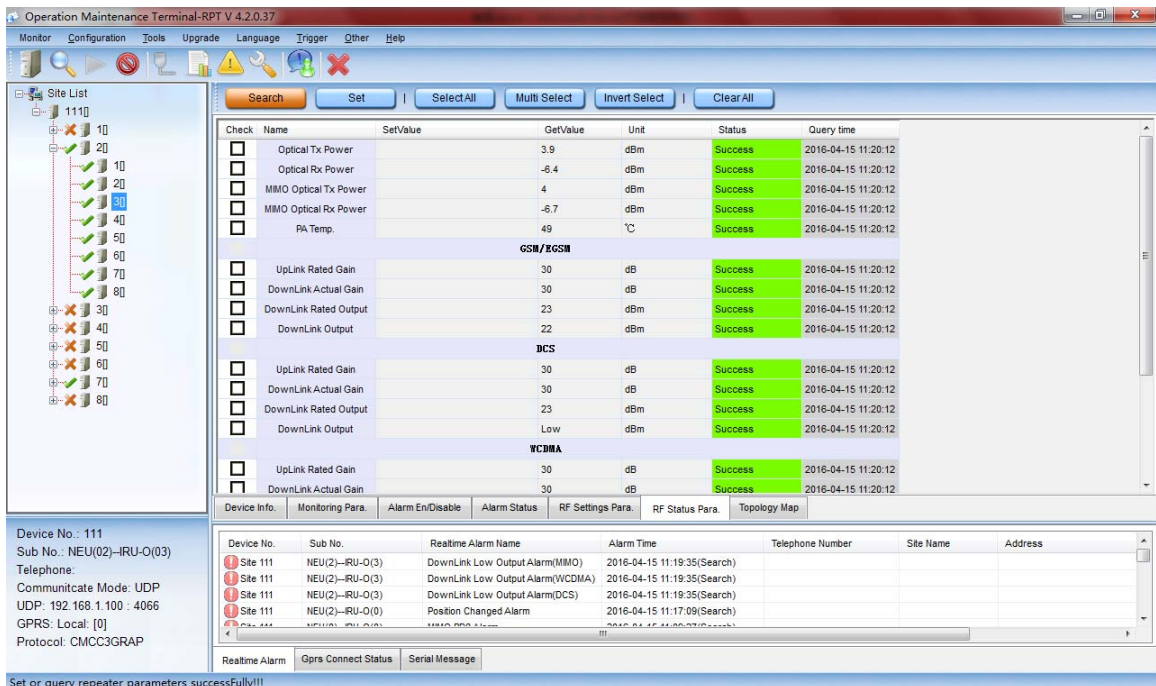 Operation Maintenance Terminal-RPT V 4.2.0.37
Monitor Configuration Tools Upgrade Language Trigger Other Help
Site List
111[]
1[]
2[]
1[]
2[]
3[]
4[]
5[]
6[]
7[]
8[]
3[]
4[]
5[]
6[]
7[]
8[]
Search Set | Select All Multi Select Invert Select | Clear All
Check Name SetValue GetValue Unit Status Query time
Optical Tx Power 3.9 dBm Success 2016-04-15 11:20:12
Optical Rx Power -6.4 dBm Success 2016-04-15 11:20:12
MIMO Optical Tx Power 4 dBm Success 2016-04-15 11:20:12
MIMO Optical Rx Power -6.7 dBm Success 2016-04-15 11:20:12
PA Temp. 49 ℃ Success 2016-04-15 11:20:12
GSM/EGSM
UpLink Rated Gain 30 dB Success 2016-04-15 11:20:12
DownLink Actual Gain 30 dB Success 2016-04-15 11:20:12
DownLink Rated Output 23 dBm Success 2016-04-15 11:20:12
DownLink Output 22 dBm Success 2016-04-15 11:20:12
DCS
UpLink Rated Gain 30 dB Success 2016-04-15 11:20:12
DownLink Actual Gain 30 dB Success 2016-04-15 11:20:12
DownLink Rated Output 23 dBm Success 2016-04-15 11:20:12
DownLink Output Low dBm Success 2016-04-15 11:20:12
WCDMA
UpLink Rated Gain 30 dB Success 2016-04-15 11:20:12
DownLink Actual Gain 30 dB Success 2016-04-15 11:20:12
Device Info. Monitoring Para. Alarm En/Disable Alarm Status RF Settings Para. RF Status Para. Topology Map
Device No.: 111
Sub No.: NEU(02)--IRU-O(03)
Telephone:
Communitcate Mode: UDP
UDP: 192.168.1.100 : 4066
GPRS: Local: [0]
Protocol: CMCC3GRAP
Device No. Sub No. Realtime Alarm Name Alarm Time Telephone Number Site Name Address
Site 111 NEU(2)--IRU-O(3) DownLink Low Output Alarm(MIMO) 2016-04-15 11:19:35(Search)
Site 111 NEU(2)--IRU-O(3) DownLink Low Output Alarm(WCDMA) 2016-04-15 11:19:35(Search)
Site 111 NEU(2)--IRU-O(3) DownLink Low Output Alarm(DCS) 2016-04-15 11:19:35(Search)
Site 111 NEU(2)--IRU-O(0) Position Changed Alarm 2016-04-15 11:17:09(Search)
Realtime Alarm Gprs Connect Status Serial Message
Set or query repeater parameters succesFully!!!